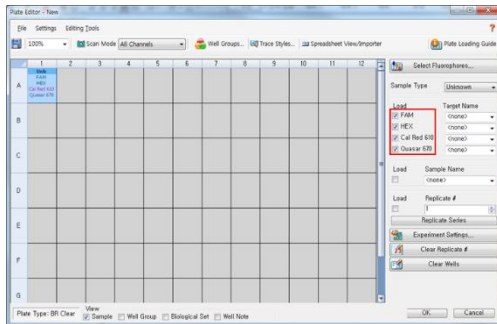 Plate Editor - New
File Settings Editing Tools ?
100% Scan Mode All Channels Well Groups... Trace Styles... Spreadsheet View/Importer Plate Loading Guide
1 2 3 4 5 6 7 8 9 10 11 12
Select Fluorophores...
A
Unk
FAM
HEX
Cal Red 610
Quasar 670
Sample Type Unknown
Load Target Name
FAM <none>
HEX <none>
Cal Red 610 <none>
Quasar 670 <none>
B
C
D
E
F
G
Load Sample Name
<none>
Load Replicate #
1
Replicate Series
Experiment Settings...
Clear Replicate #
Clear Wells
Plate Type: BR Clear View
Sample Well Group Biological Set Well Note
OK Cancel